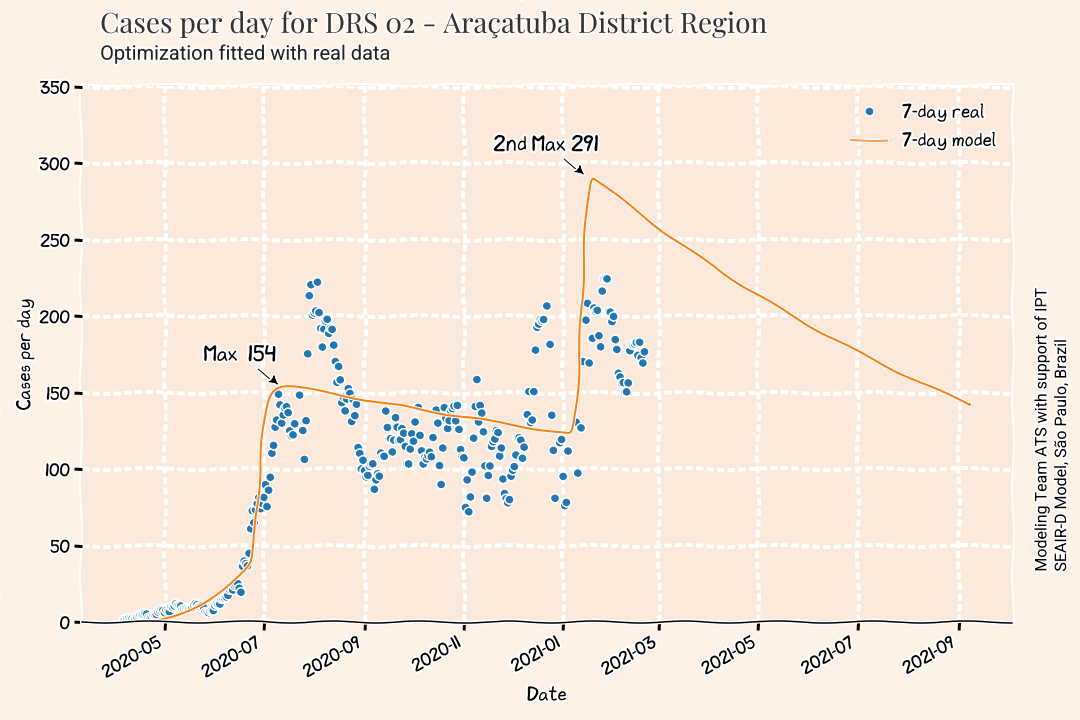 Cases per day for DRS 02 - Araçatuba District Region
Optimization fitted with real data
350
300
250
200
150
100
50
0
Cases per day
2nd Max 291
Max 154
7-day real
7-day model
2020-05
2020-07
2020-09
2020-11
2021-01
2021-03
2021-05
2021-07
2021-09
Date
Modeling Team ATS with support of IPT
SEAIR-D Model, São Paulo, Brazil